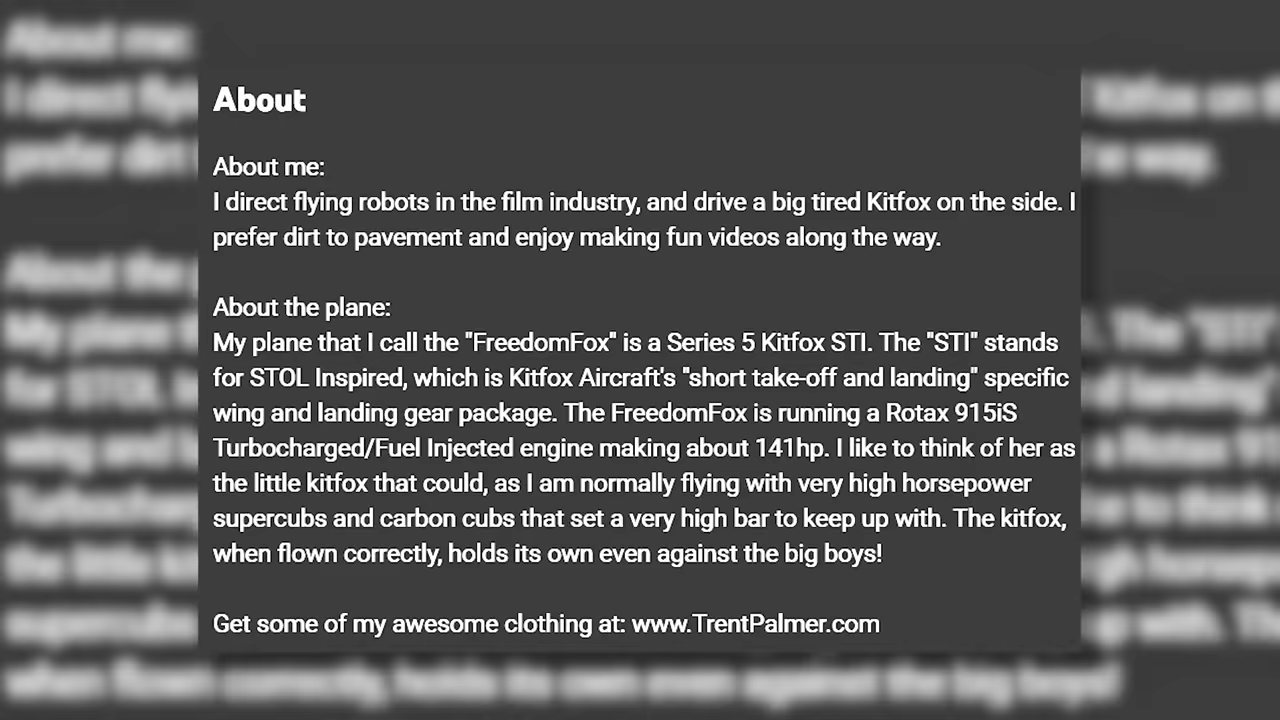 About
About me:
I direct flying robots in the film industry, and drive a big tired Kitfox on the side. I
prefer dirt to pavement and enjoy making fun videos along the way.
About the plane:
My plane that I call the "FreedomFox" is a Series 5 Kitfox STI. The "STI" stands
for STOL Inspired, which is Kitfox Aircraft's "short take-off and landing" specific
wing and landing gear package. The FreedomFox is running a Rotax 915iS
Turbocharged/Fuel Injected engine making about 141hp. I like to think of her as
the little kitfox that could, as I am normally flying with very high horsepower
supercubs and carbon cubs that set a very high bar to keep up with. The kitfox,
when flown correctly, holds its own even against the big boys!
Get some of my awesome clothing at: www.TrentPalmer.com